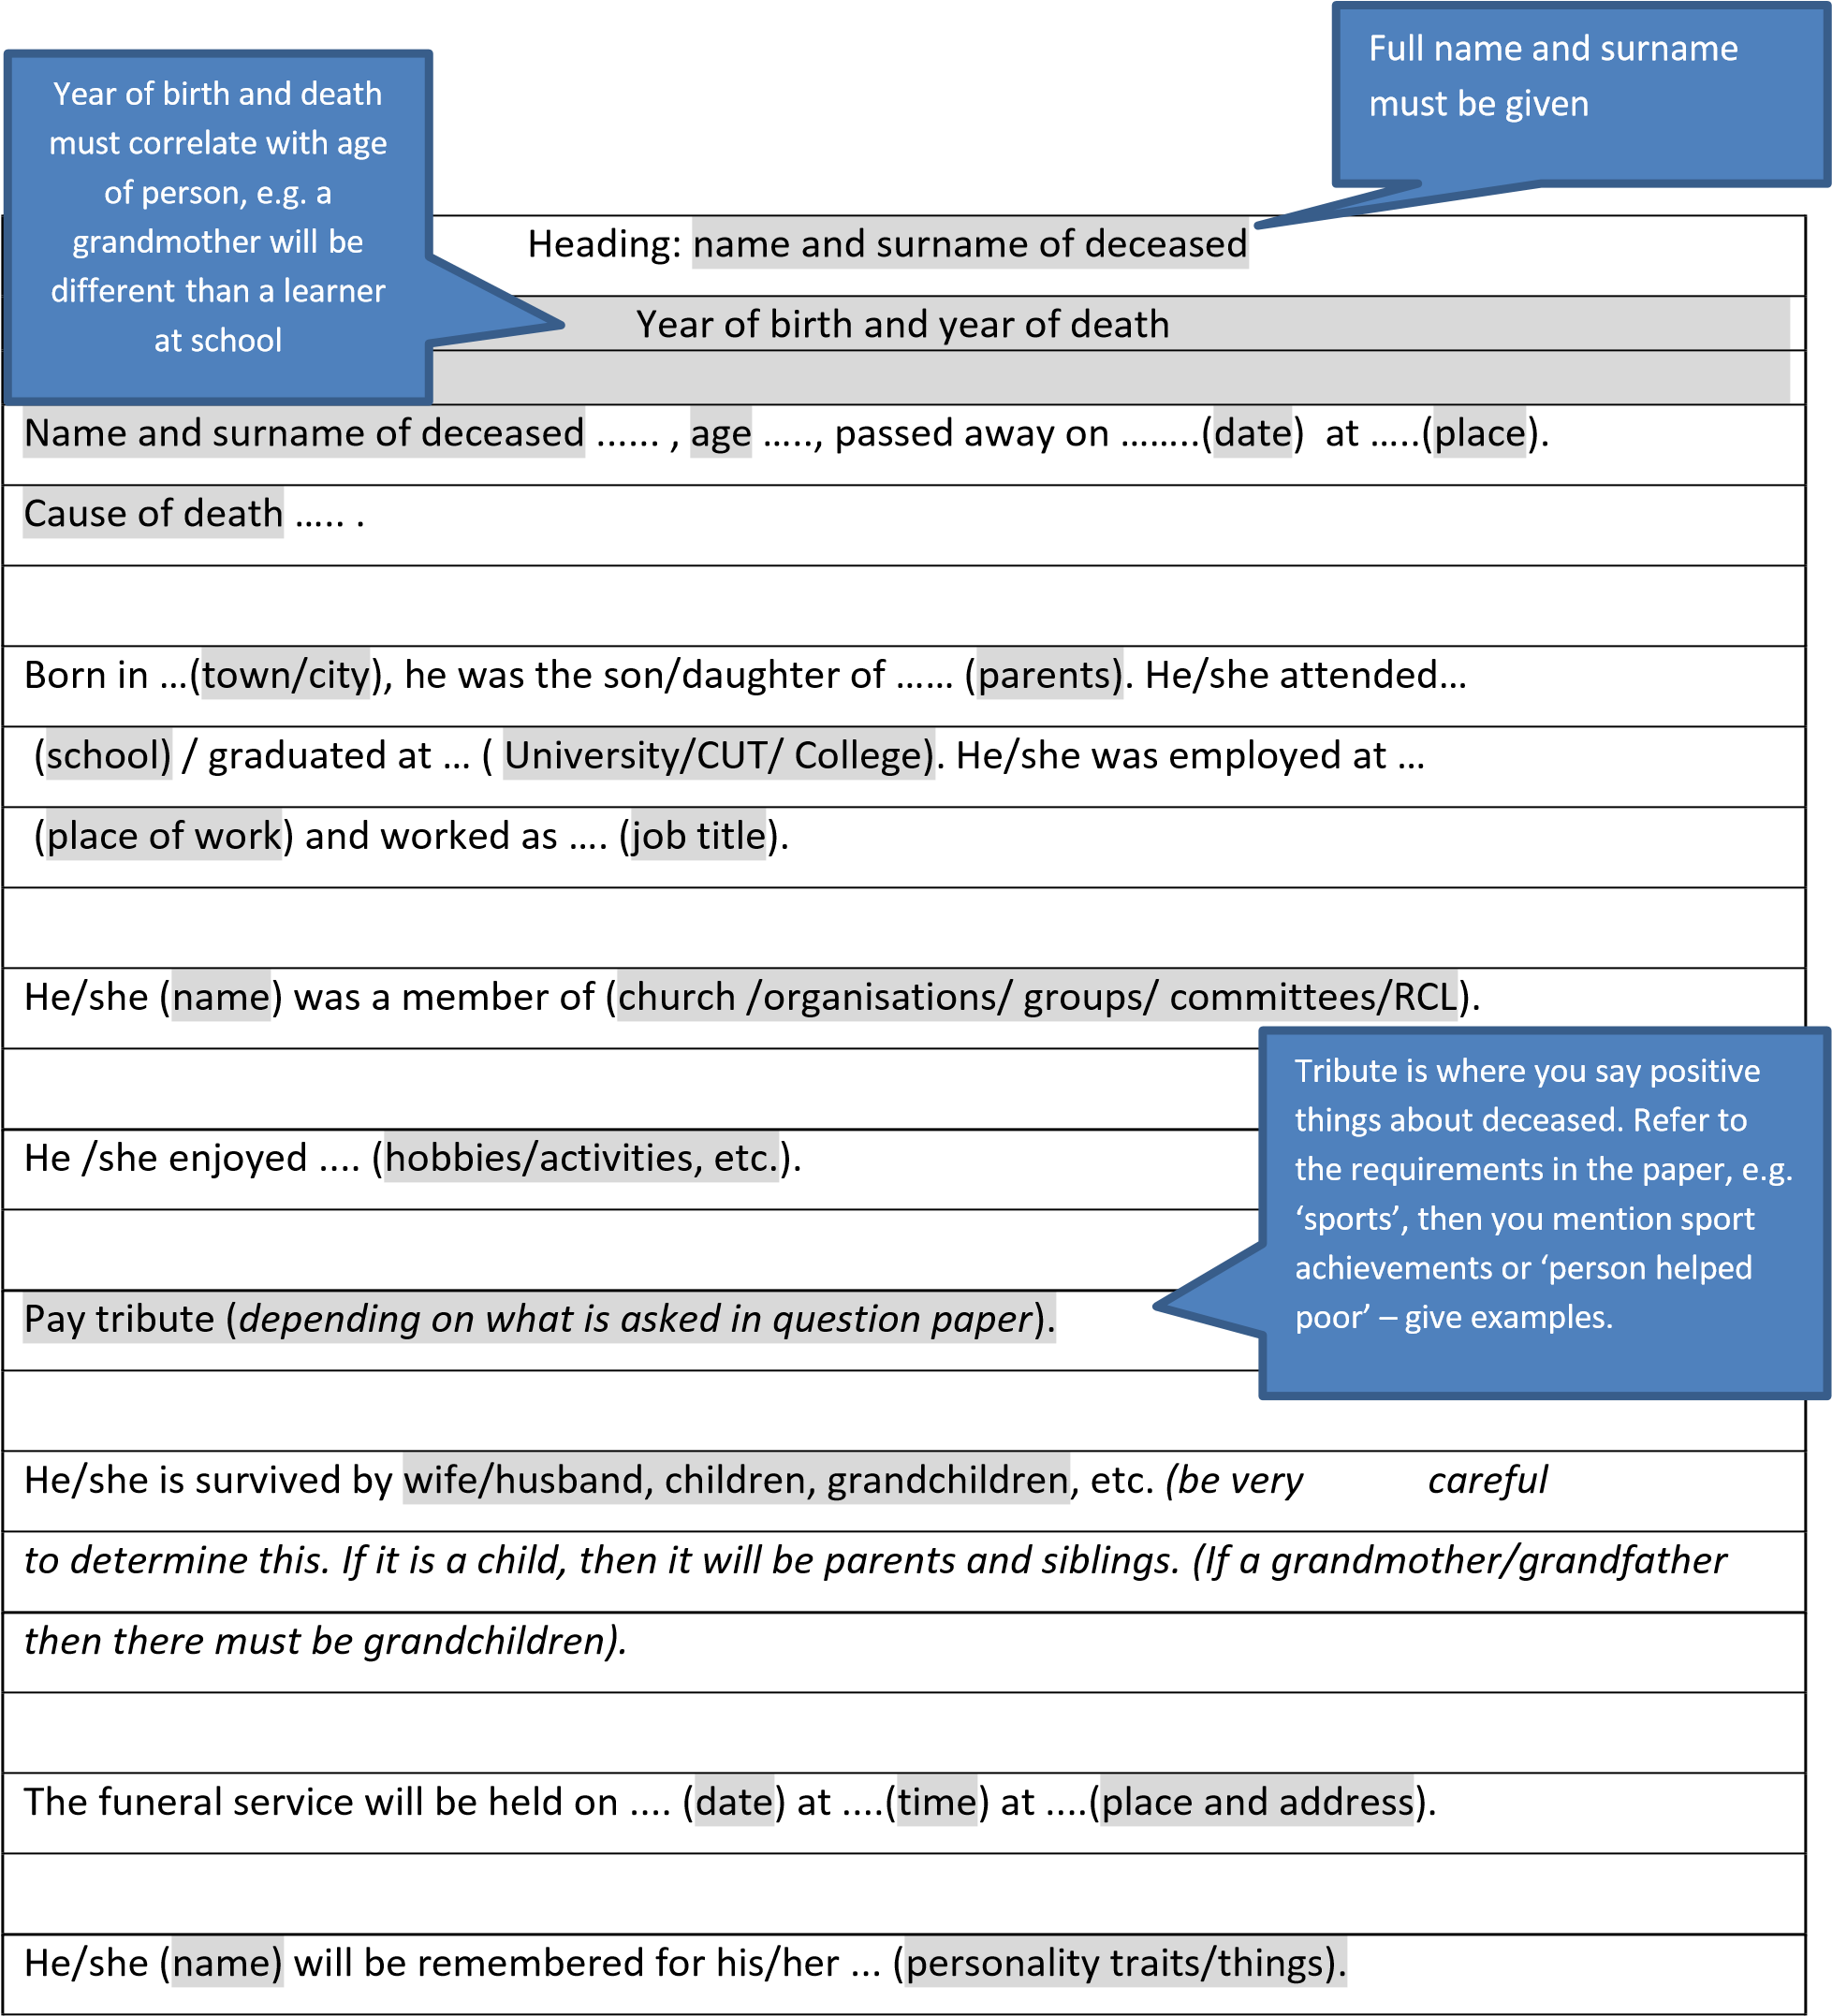 Full name and surname
must be given
Year of birth and death
must correlate with age
of person, e.g. a
grandmother will be
different than a learner
at school
Heading: name and surname of deceased
Year of birth and year of death
Name and surname of deceased ...... , age ....., passed away on ........(date)  at .....(place).
Cause of death ..... .
Born in ...(town/city), he was the son/daughter of ...... (parents). He/she attended...
(school) / graduated at ... ( University/CUT/ College). He/she was employed at ...
(place of work) and worked as .... (job title).
He/she (name) was a member of (church /organisations/ groups/ committees/RCL).
He /she enjoyed .... (hobbies/activities, etc.).
Tribute is where you say positive
things about deceased. Refer to
the requirements in the paper, e.g.
‘sports’, then you mention sport
achievements or ‘person helped
poor’ – give examples.
Pay tribute (depending on what is asked in question paper).
He/she is survived by wife/husband, children, grandchildren, etc. (be very careful
to determine this. If it is a child, then it will be parents and siblings. (If a grandmother/grandfather
then there must be grandchildren).
The funeral service will be held on .... (date) at ....(time) at ....(place and address).
He/she (name) will be remembered for his/her ... (personality traits/things).